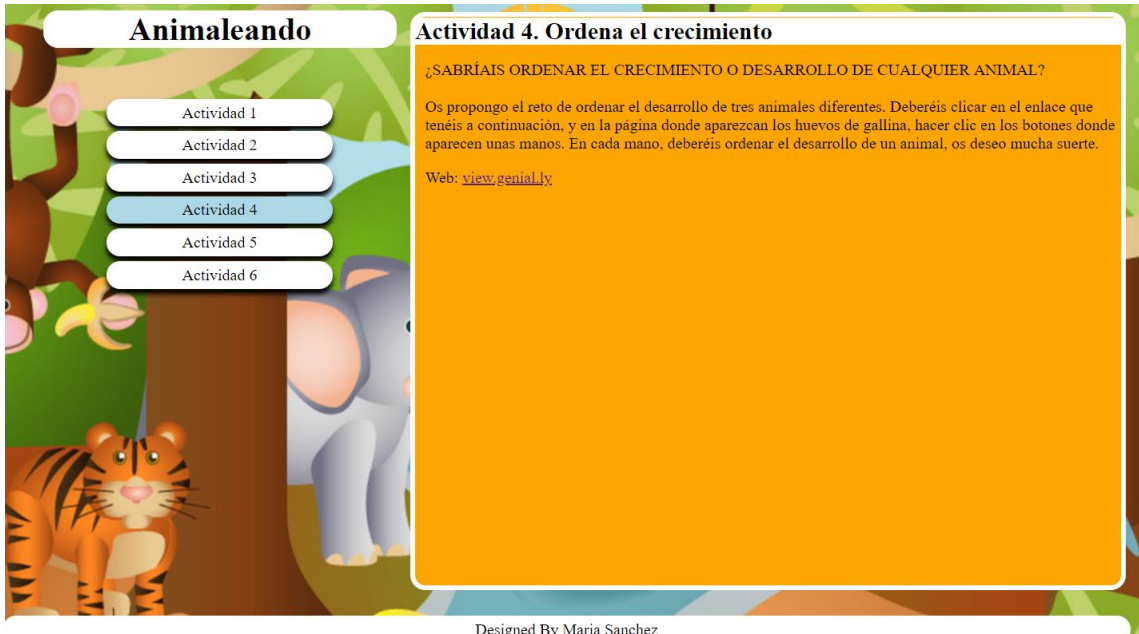 Animaleando
Actividad 1
Actividad 2
Actividad 3
Actividad 4
Actividad 5
Actividad 6
Actividad 4. Ordena el crecimiento
¿SABRÍAIS ORDENAR EL CRECIMIENTO O DESARROLLO DE CUALQUIER ANIMAL?
Os propongo el reto de ordenar el desarrollo de tres animales diferentes. Deberéis clicar en el enlace que
tenéis a continuación, y en la página donde aparezcan los huevos de gallina, hacer clic en los botones donde
aparecen unas manos. En cada mano, deberéis ordenar el desarrollo de un animal, os deseo mucha suerte.
Web: view.genial.ly
Designed By Maria Sanchez